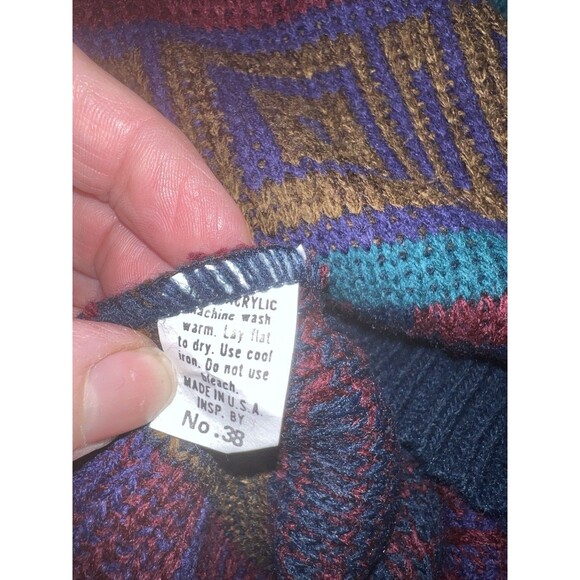 ACRYLIC
Machine wash
warm. Lay flat
to dry. Use cool
iron. Do not use
bleach.
MADE IN U.S.A.
INSP. BY
No.38